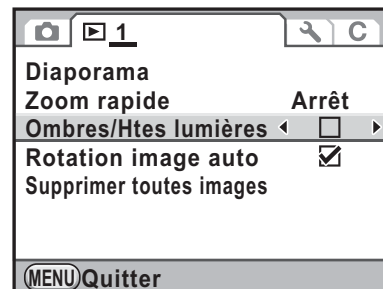 1 C
Diaporama
Zoom rapide Arrêt
Ombres/Htes lumières
Rotation image auto
Supprimer toutes images
MENU Quitter